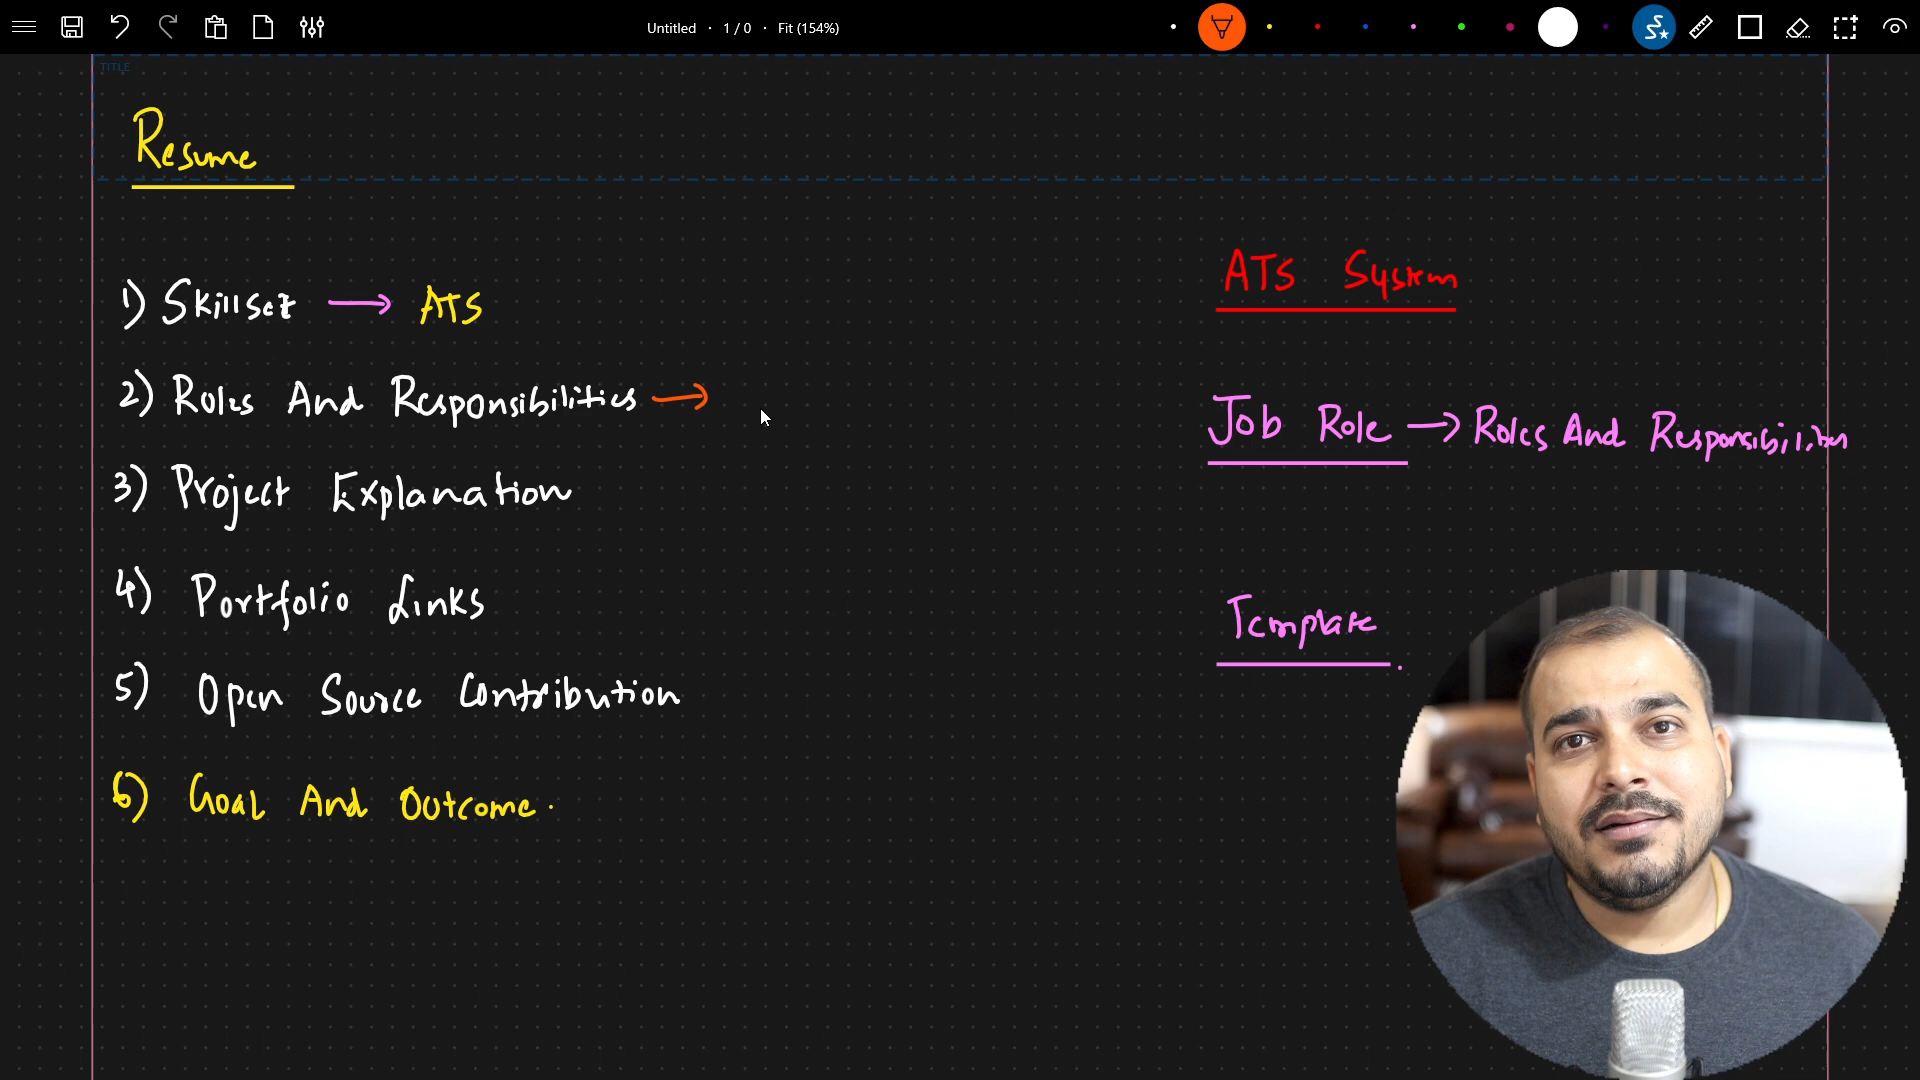 Untitled · 1 / 0 · Fit (154%)
TITLE
Resume
1) Skillset → ATS
2) Roles And Responsibilities →
3) Project Explanation
4) Portfolio Links
5) Open Source Contribution
6) Goal And Outcome.
ATS System
Job Role → Roles And Responsibilities
Template.